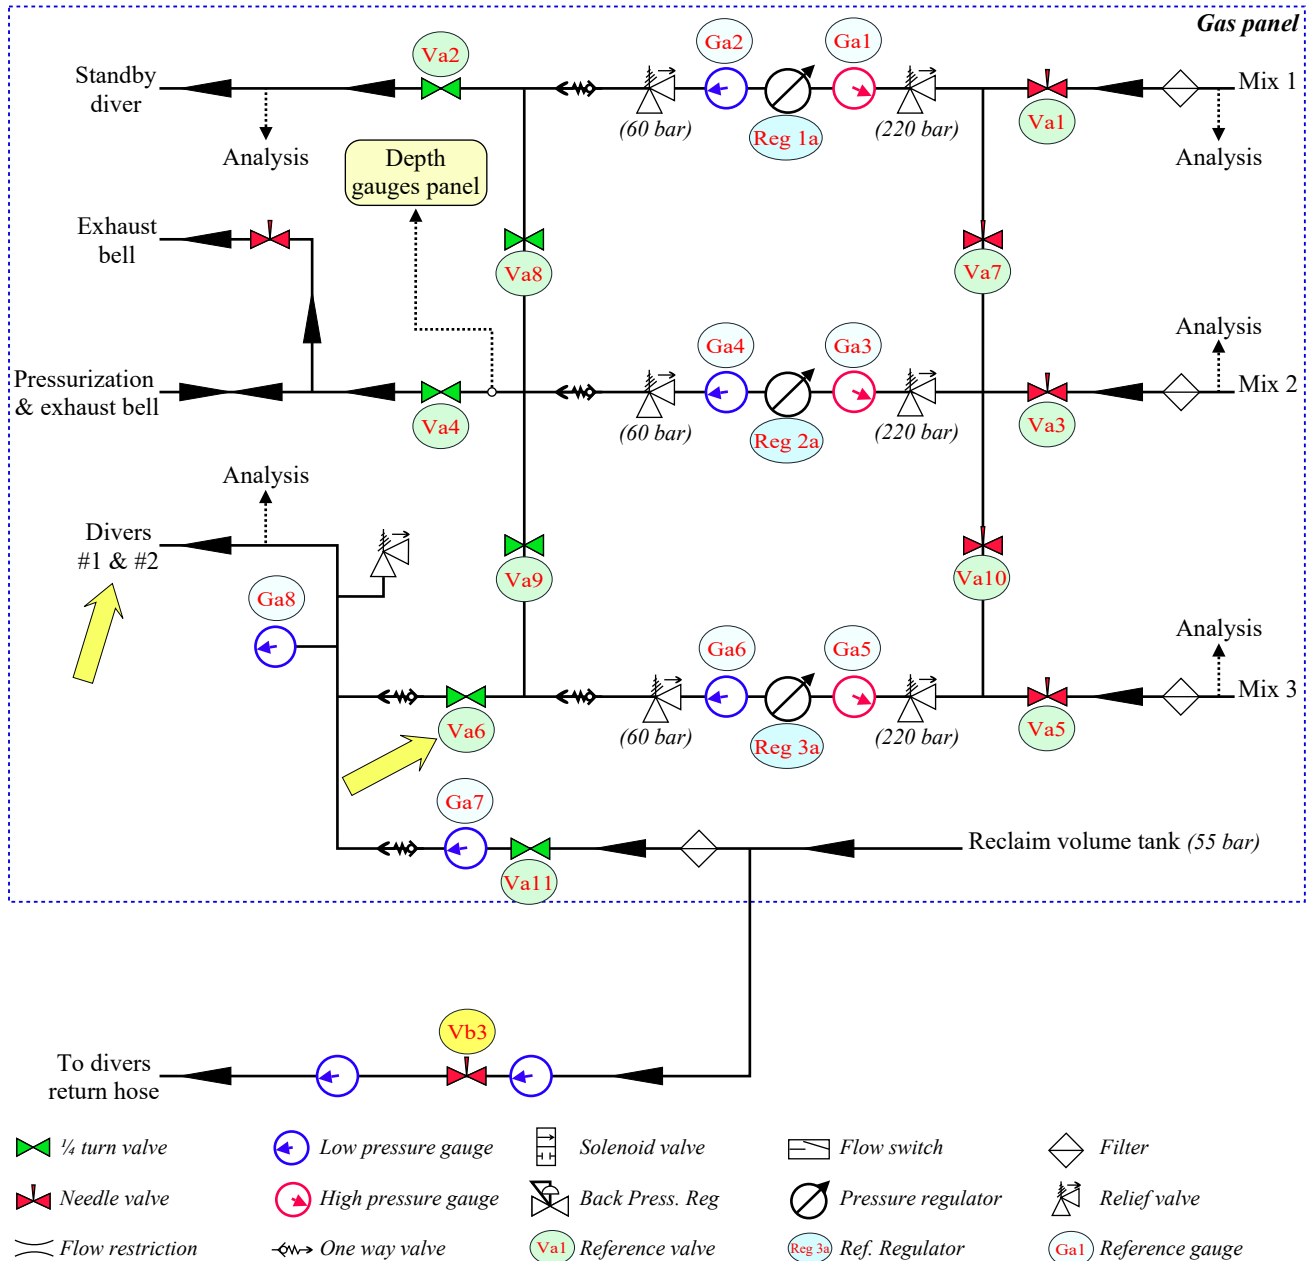 Gas panel
Va2
Ga2
Ga1
Standby
diver
Mix 1
(60 bar)
Reg 1a
(220 bar)
Va1
Analysis
Analysis
Depth
gauges panel
Exhaust
bell
Va8
Va7
Analysis
Ga4
Ga3
Pressurization
& exhaust bell
Mix 2
Va4
(60 bar)
Reg 2a
(220 bar)
Va3
Analysis
Divers
#1 & #2
Va9
Va10
Ga8
Analysis
Ga6
Ga5
Mix 3
Va6
(60 bar)
Reg 3a
(220 bar)
Va5
Ga7
Reclaim volume tank (55 bar)
Va11
Vb3
To divers
return hose
¼ turn valve
Low pressure gauge
Solenoid valve
Flow switch
Filter
Needle valve
High pressure gauge
Back Press. Reg
Pressure regulator
Relief valve
Flow restriction
One way valve
Va1
Reference valve
Reg 3a
Ref. Regulator
Ga1
Reference gauge